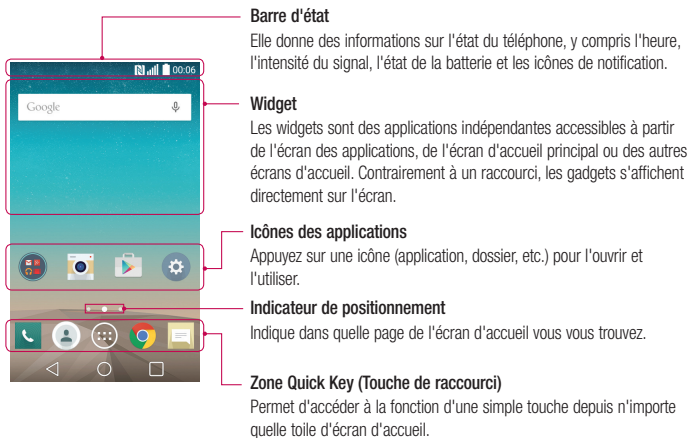 Barre d'état
Elle donne des informations sur l'état du téléphone, y compris l'heure,
l'intensité du signal, l'état de la batterie et les icônes de notification.
00:06
Google
Widget
Les widgets sont des applications indépendantes accessibles à partir
de l'écran des applications, de l'écran d'accueil principal ou des autres
écrans d'accueil. Contrairement à un raccourci, les gadgets s'affichent
directement sur l'écran.
Icônes des applications
Appuyez sur une icône (application, dossier, etc.) pour l'ouvrir et
l'utiliser.
Indicateur de positionnement
Indique dans quelle page de l'écran d'accueil vous vous trouvez.
Zone Quick Key (Touche de raccourci)
Permet d'accéder à la fonction d'une simple touche depuis n'importe
quelle toile d'écran d'accueil.